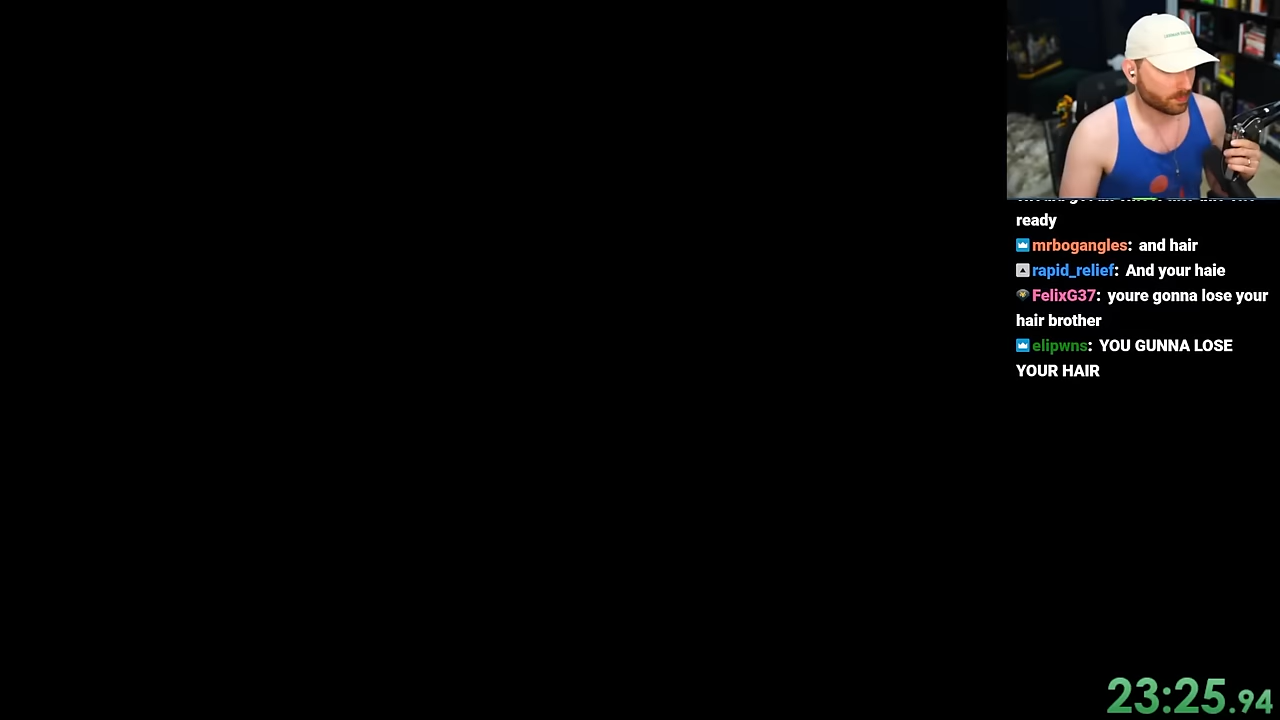 ready
mrbogangles: and hair
rapid_relief: And your haie
FelixG37: youre gonna lose your
hair brother
elipwns: YOU GUNNA LOSE
YOUR HAIR
23:25.94